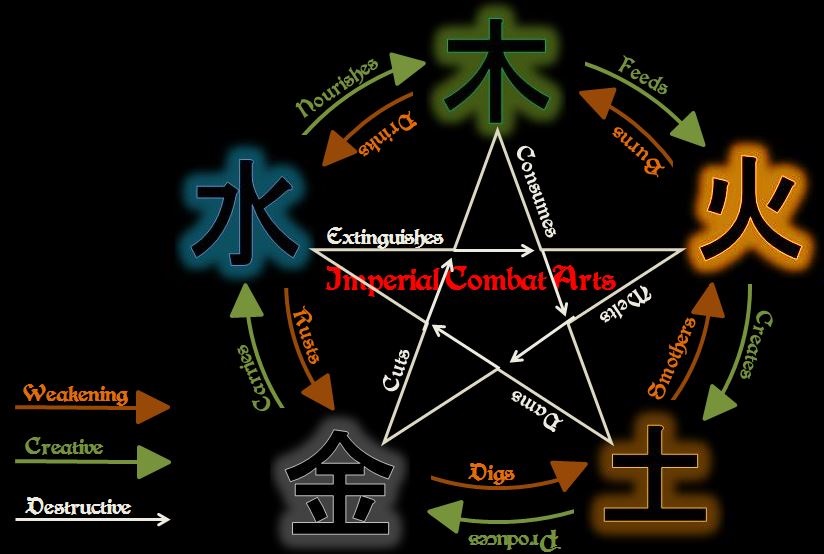 木
Nourishes
Feeds
Drinks
Burns
水
火
Consumes
Extinguishes
Imperial Combat Arts
Melts
Rusts
Carries
Cuts
Dams
Smothers
Creates
Weakening
Creative
Destructive
金
Digs
土
Produces